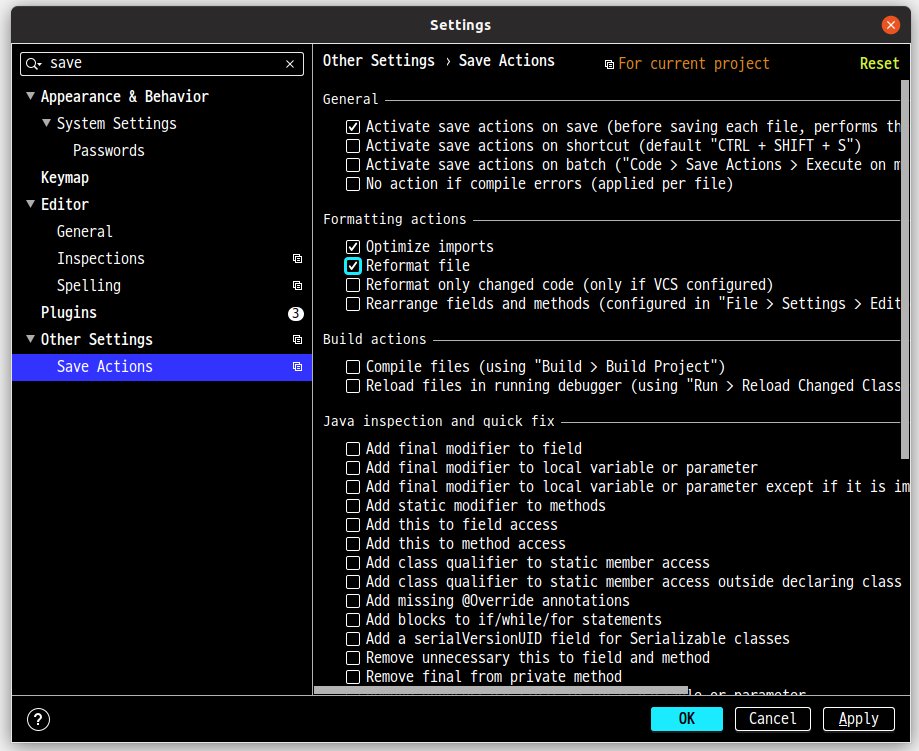 Settings
save
Other Settings › Save Actions
For current project
Reset
Appearance & Behavior
System Settings
Passwords
Keymap
Editor
General
Inspections
Spelling
Plugins 3
Other Settings
Save Actions
General
Activate save actions on save (before saving each file, performs th
Activate save actions on shortcut (default "CTRL + SHIFT + S")
Activate save actions on batch ("Code > Save Actions > Execute on m
No action if compile errors (applied per file)
Formatting actions
Optimize imports
Reformat file
Reformat only changed code (only if VCS configured)
Rearrange fields and methods (configured in "File > Settings > Edit
Build actions
Compile files (using "Build > Build Project")
Reload files in running debugger (using "Run > Reload Changed Class
Java inspection and quick fix
Add final modifier to field
Add final modifier to local variable or parameter
Add final modifier to local variable or parameter except if it is im
Add static modifier to methods
Add this to field access
Add this to method access
Add class qualifier to static member access
Add class qualifier to static member access outside declaring class
Add missing @Override annotations
Add blocks to if/while/for statements
Add a serialVersionUID field for Serializable classes
Remove unnecessary this to field and method
Remove final from private method
or parameter
?
OK
Cancel
Apply